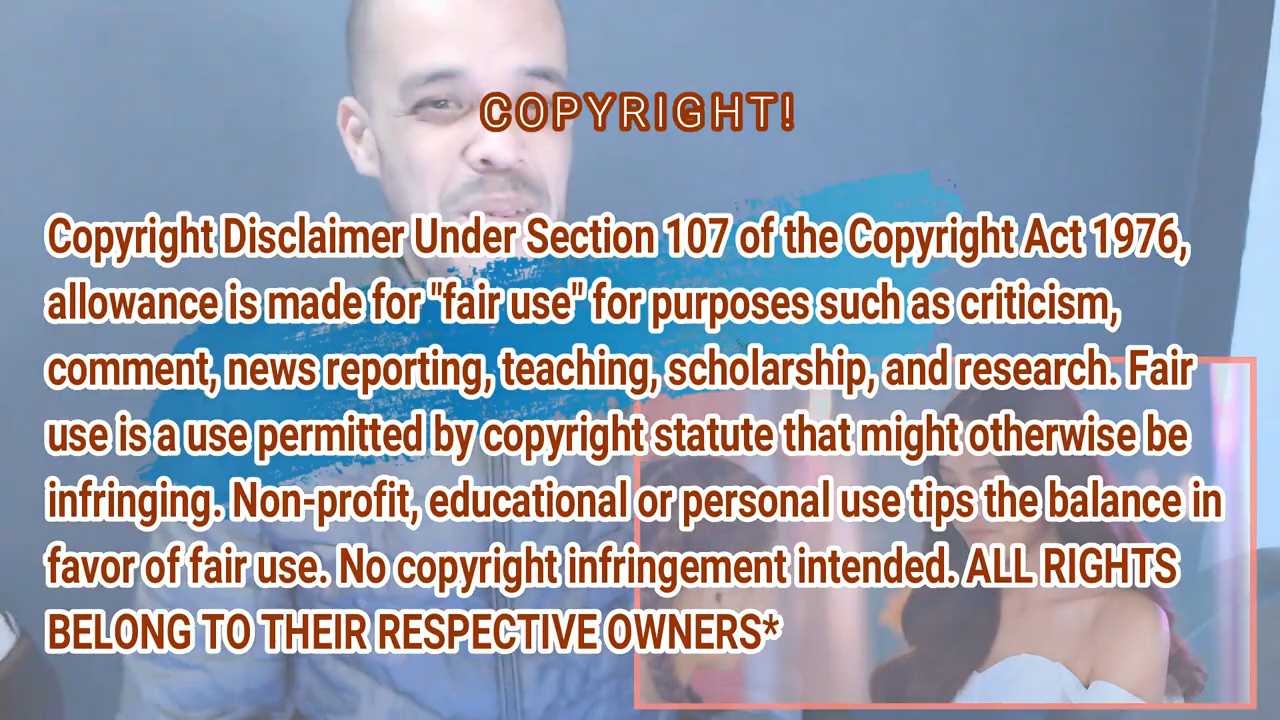 COPYRIGHT!
Copyright Disclaimer Under Section 107 of the Copyright Act 1976,
allowance is made for "fair use" for purposes such as criticism,
comment, news reporting, teaching, scholarship, and research. Fair
use is a use permitted by copyright statute that might otherwise be
infringing. Non-profit, educational or personal use tips the balance in
favor of fair use. No copyright infringement intended. ALL RIGHTS
BELONG TO THEIR RESPECTIVE OWNERS*